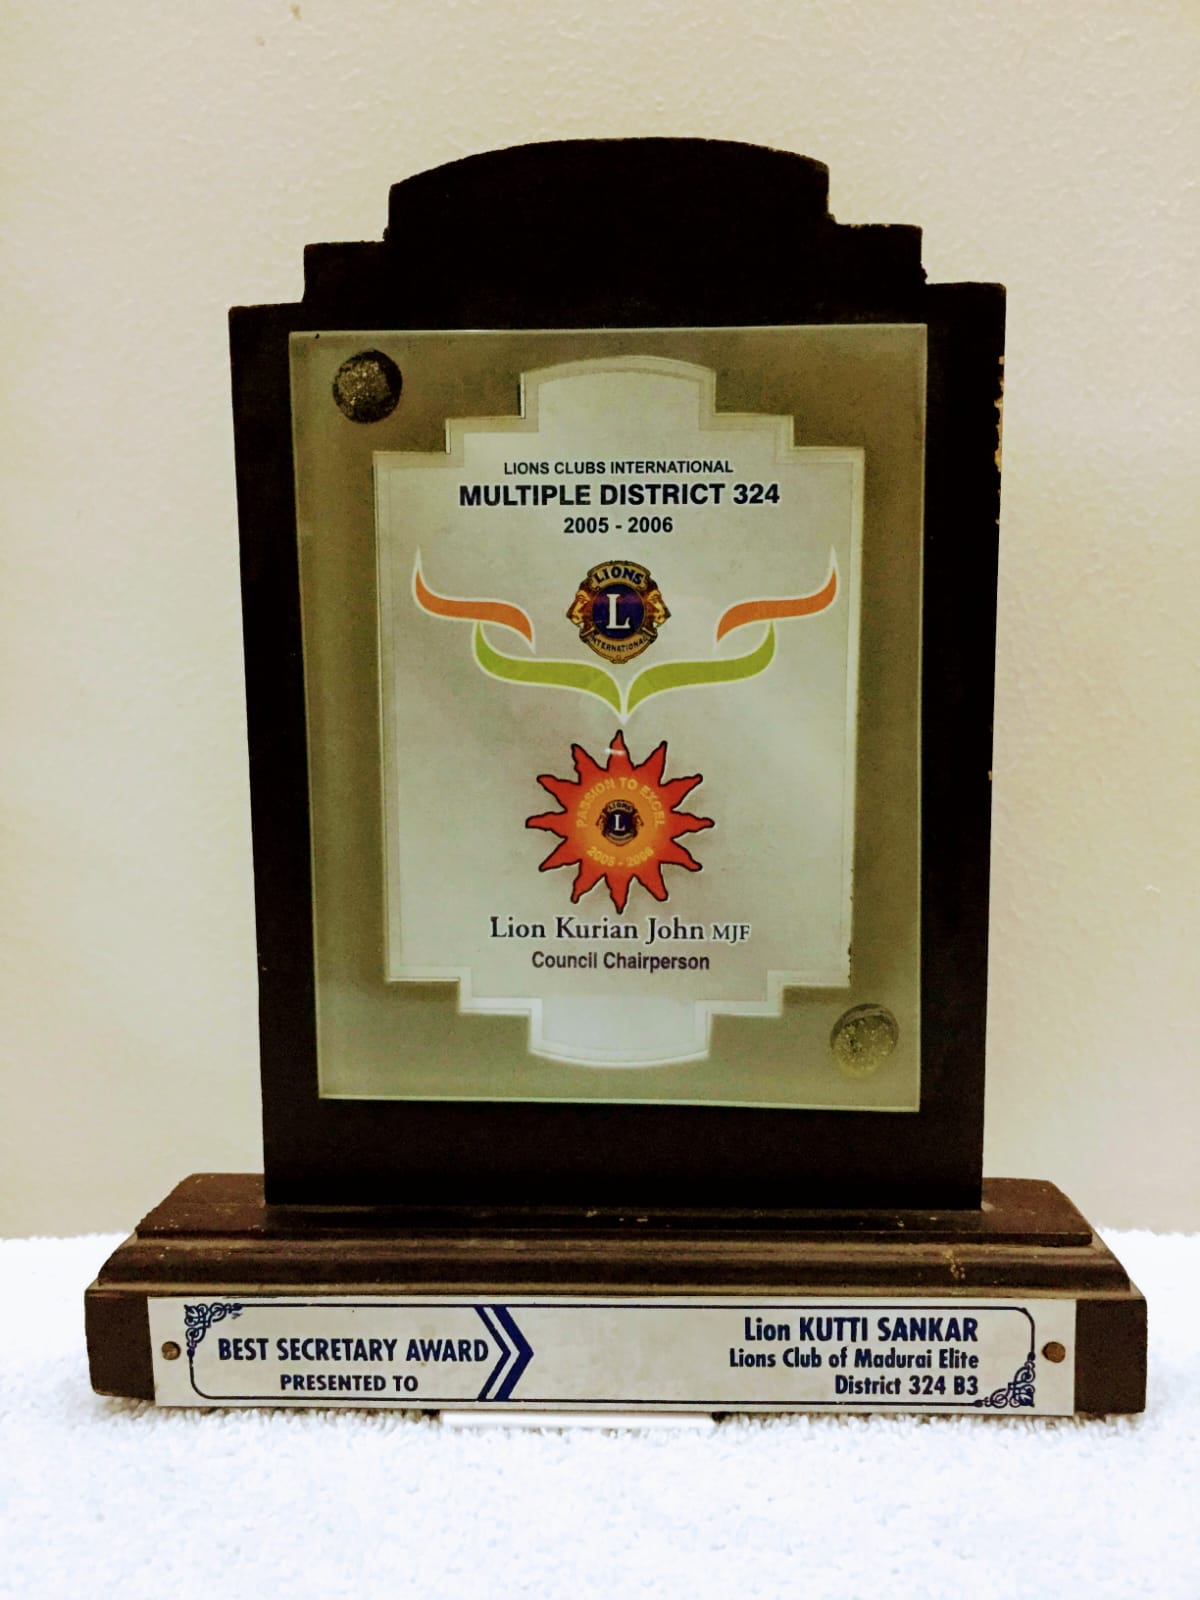 LIONS CLUBS INTERNATIONAL
MULTIPLE DISTRICT 324
2005 - 2006
LIONS
L
INTERNATIONAL
PASSION TO EXCEL
LIONS
L
2005 - 2006
Lion Kurian John MJF
Council Chairperson
BEST SECRETARY AWARD
PRESENTED TO
Lion KUTTI SANKAR
Lions Club of Madurai Elite
District 324 B3